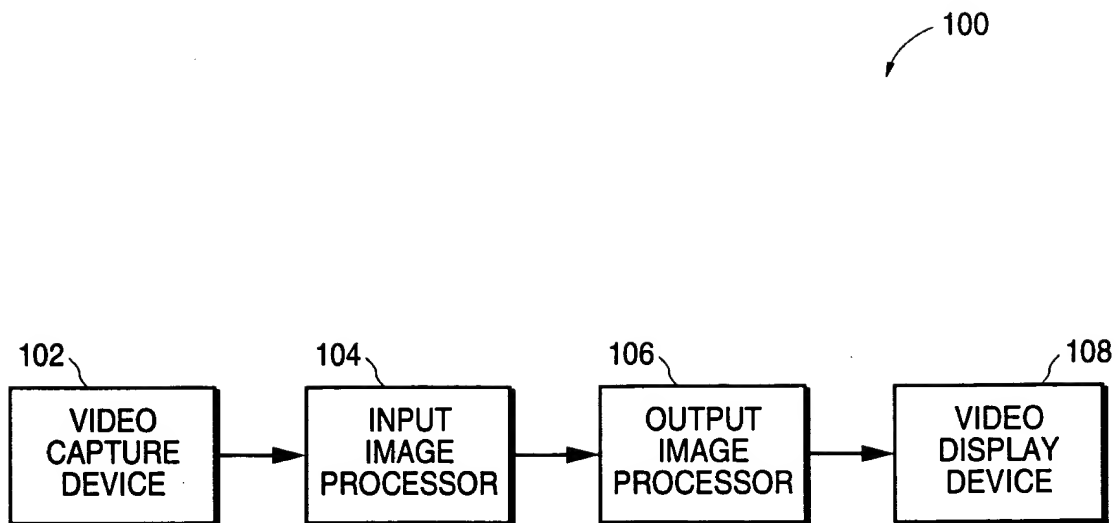 100
102
VIDEO
CAPTURE
DEVICE
104
INPUT
IMAGE
PROCESSOR
106
OUTPUT
IMAGE
PROCESSOR
108
VIDEO
DISPLAY
DEVICE